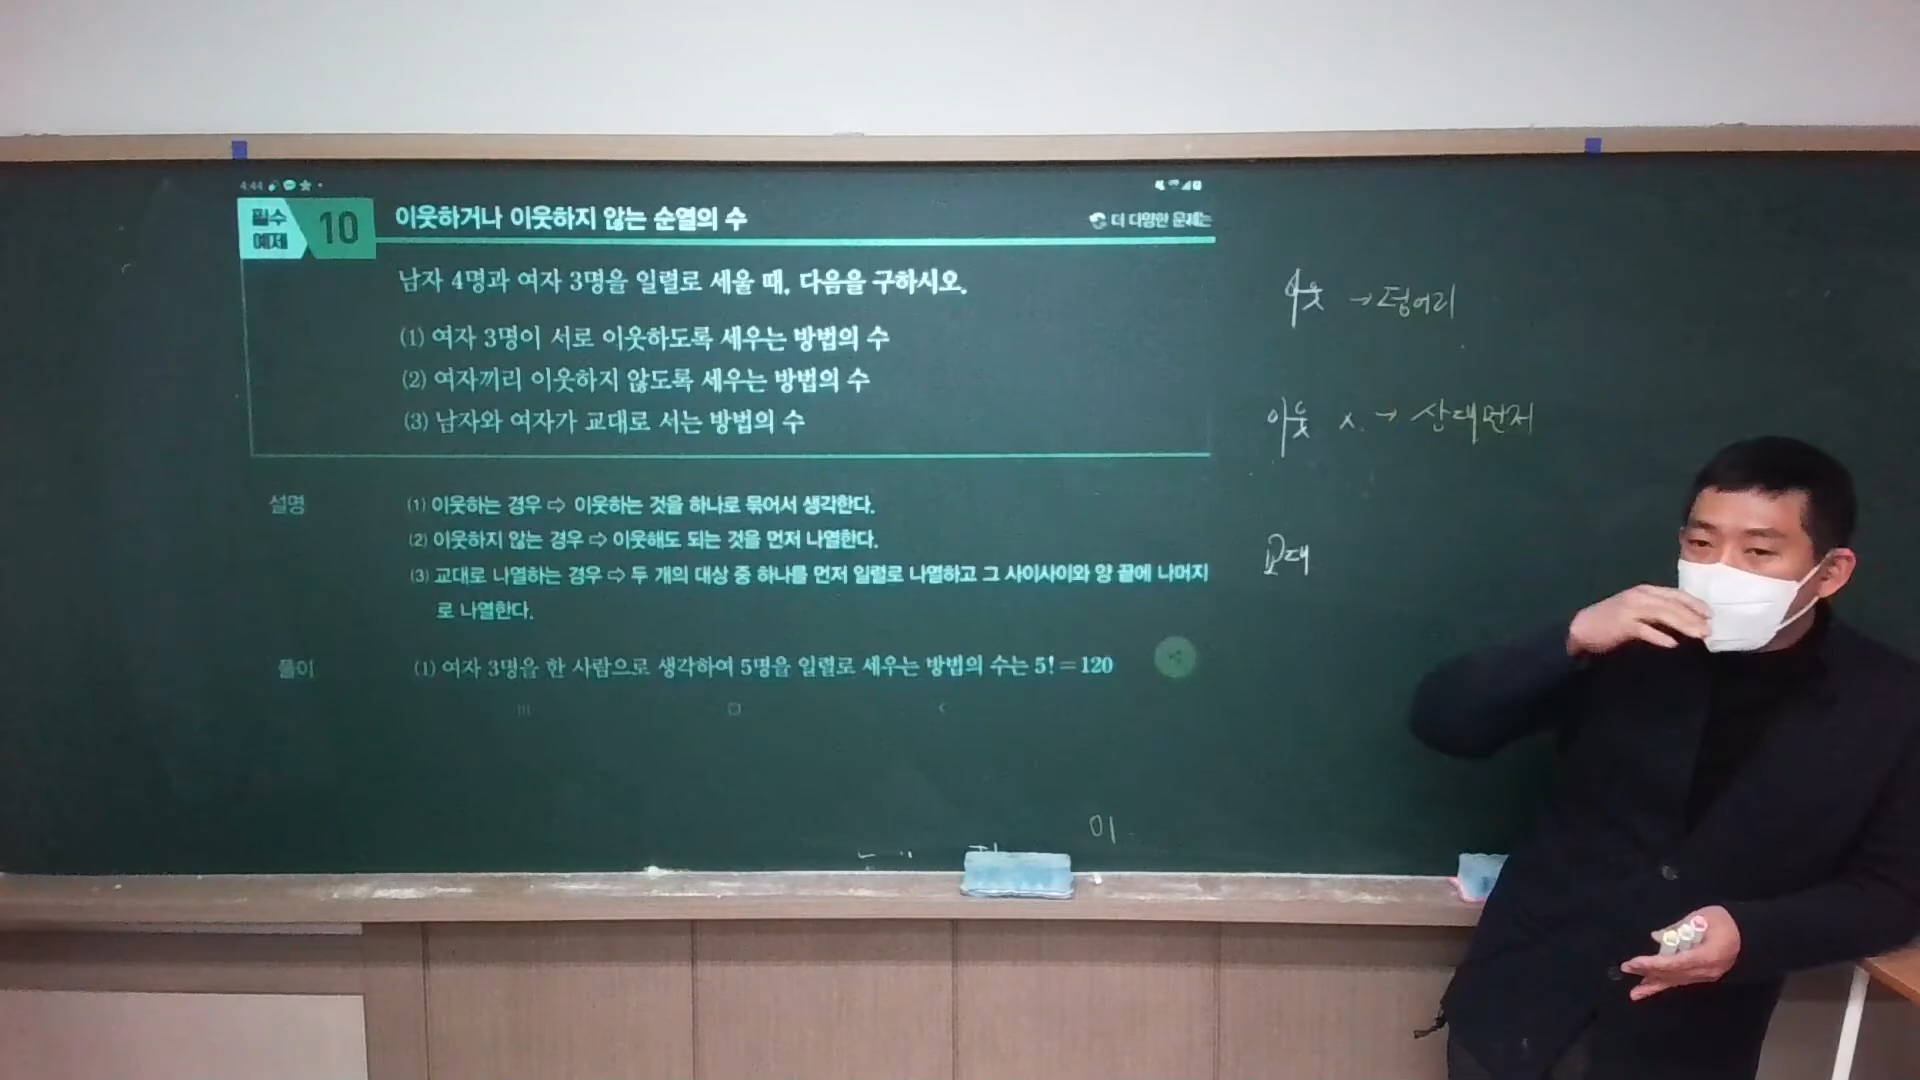 4:44
필수 예제 10 이웃하거나 이웃하지 않는 순열의 수 더 다양한 문제는
남자 4명과 여자 3명을 일렬로 세울 때, 다음을 구하시오.
(1) 여자 3명이 서로 이웃하도록 세우는 방법의 수
(2) 여자끼리 이웃하지 않도록 세우는 방법의 수
(3) 남자와 여자가 교대로 서는 방법의 수
설명 (1) 이웃하는 경우 ⇨ 이웃하는 것을 하나로 묶어서 생각한다.
(2) 이웃하지 않는 경우 ⇨ 이웃해도 되는 것을 먼저 나열한다.
(3) 교대로 나열하는 경우 ⇨ 두 개의 대상 중 하나를 먼저 일렬로 나열하고 그 사이사이와 양 끝에 나머지
로 나열한다.
풀이 (1) 여자 3명을 한 사람으로 생각하여 5명을 일렬로 세우는 방법의 수는 5! = 120
이웃 → 덩어리
이웃 x. → 상대먼저
교대
이